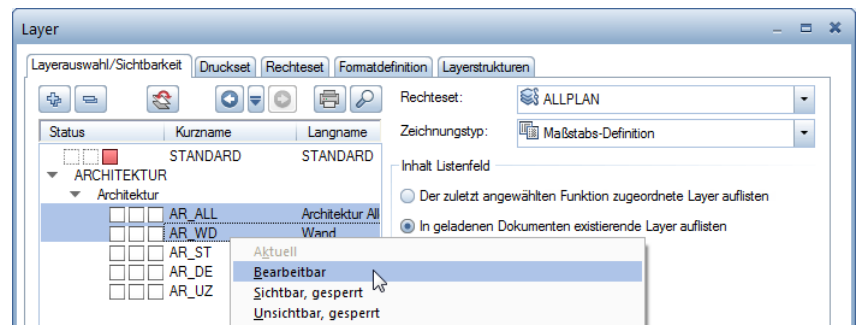 Layer
Layerauswahl/Sichtbarkeit Druckset Rechteset Formatdefinition Layerstrukturen
Rechteset: ALLPLAN
Status Kurzname Langname Zeichnungstyp: Maßstabs-Definition
STANDARD STANDARD
ARCHITEKTUR Inhalt Listenfeld
Architektur Der zuletzt angewählten Funktion zugeordnete Layer auflisten
AR_ALL Architektur All
AR_WD Wand In geladenen Dokumenten existierende Layer auflisten
AR_ST Aktuell
AR_DE Bearbeitbar
AR_UZ Sichtbar, gesperrt
Unsichtbar, gesperrt